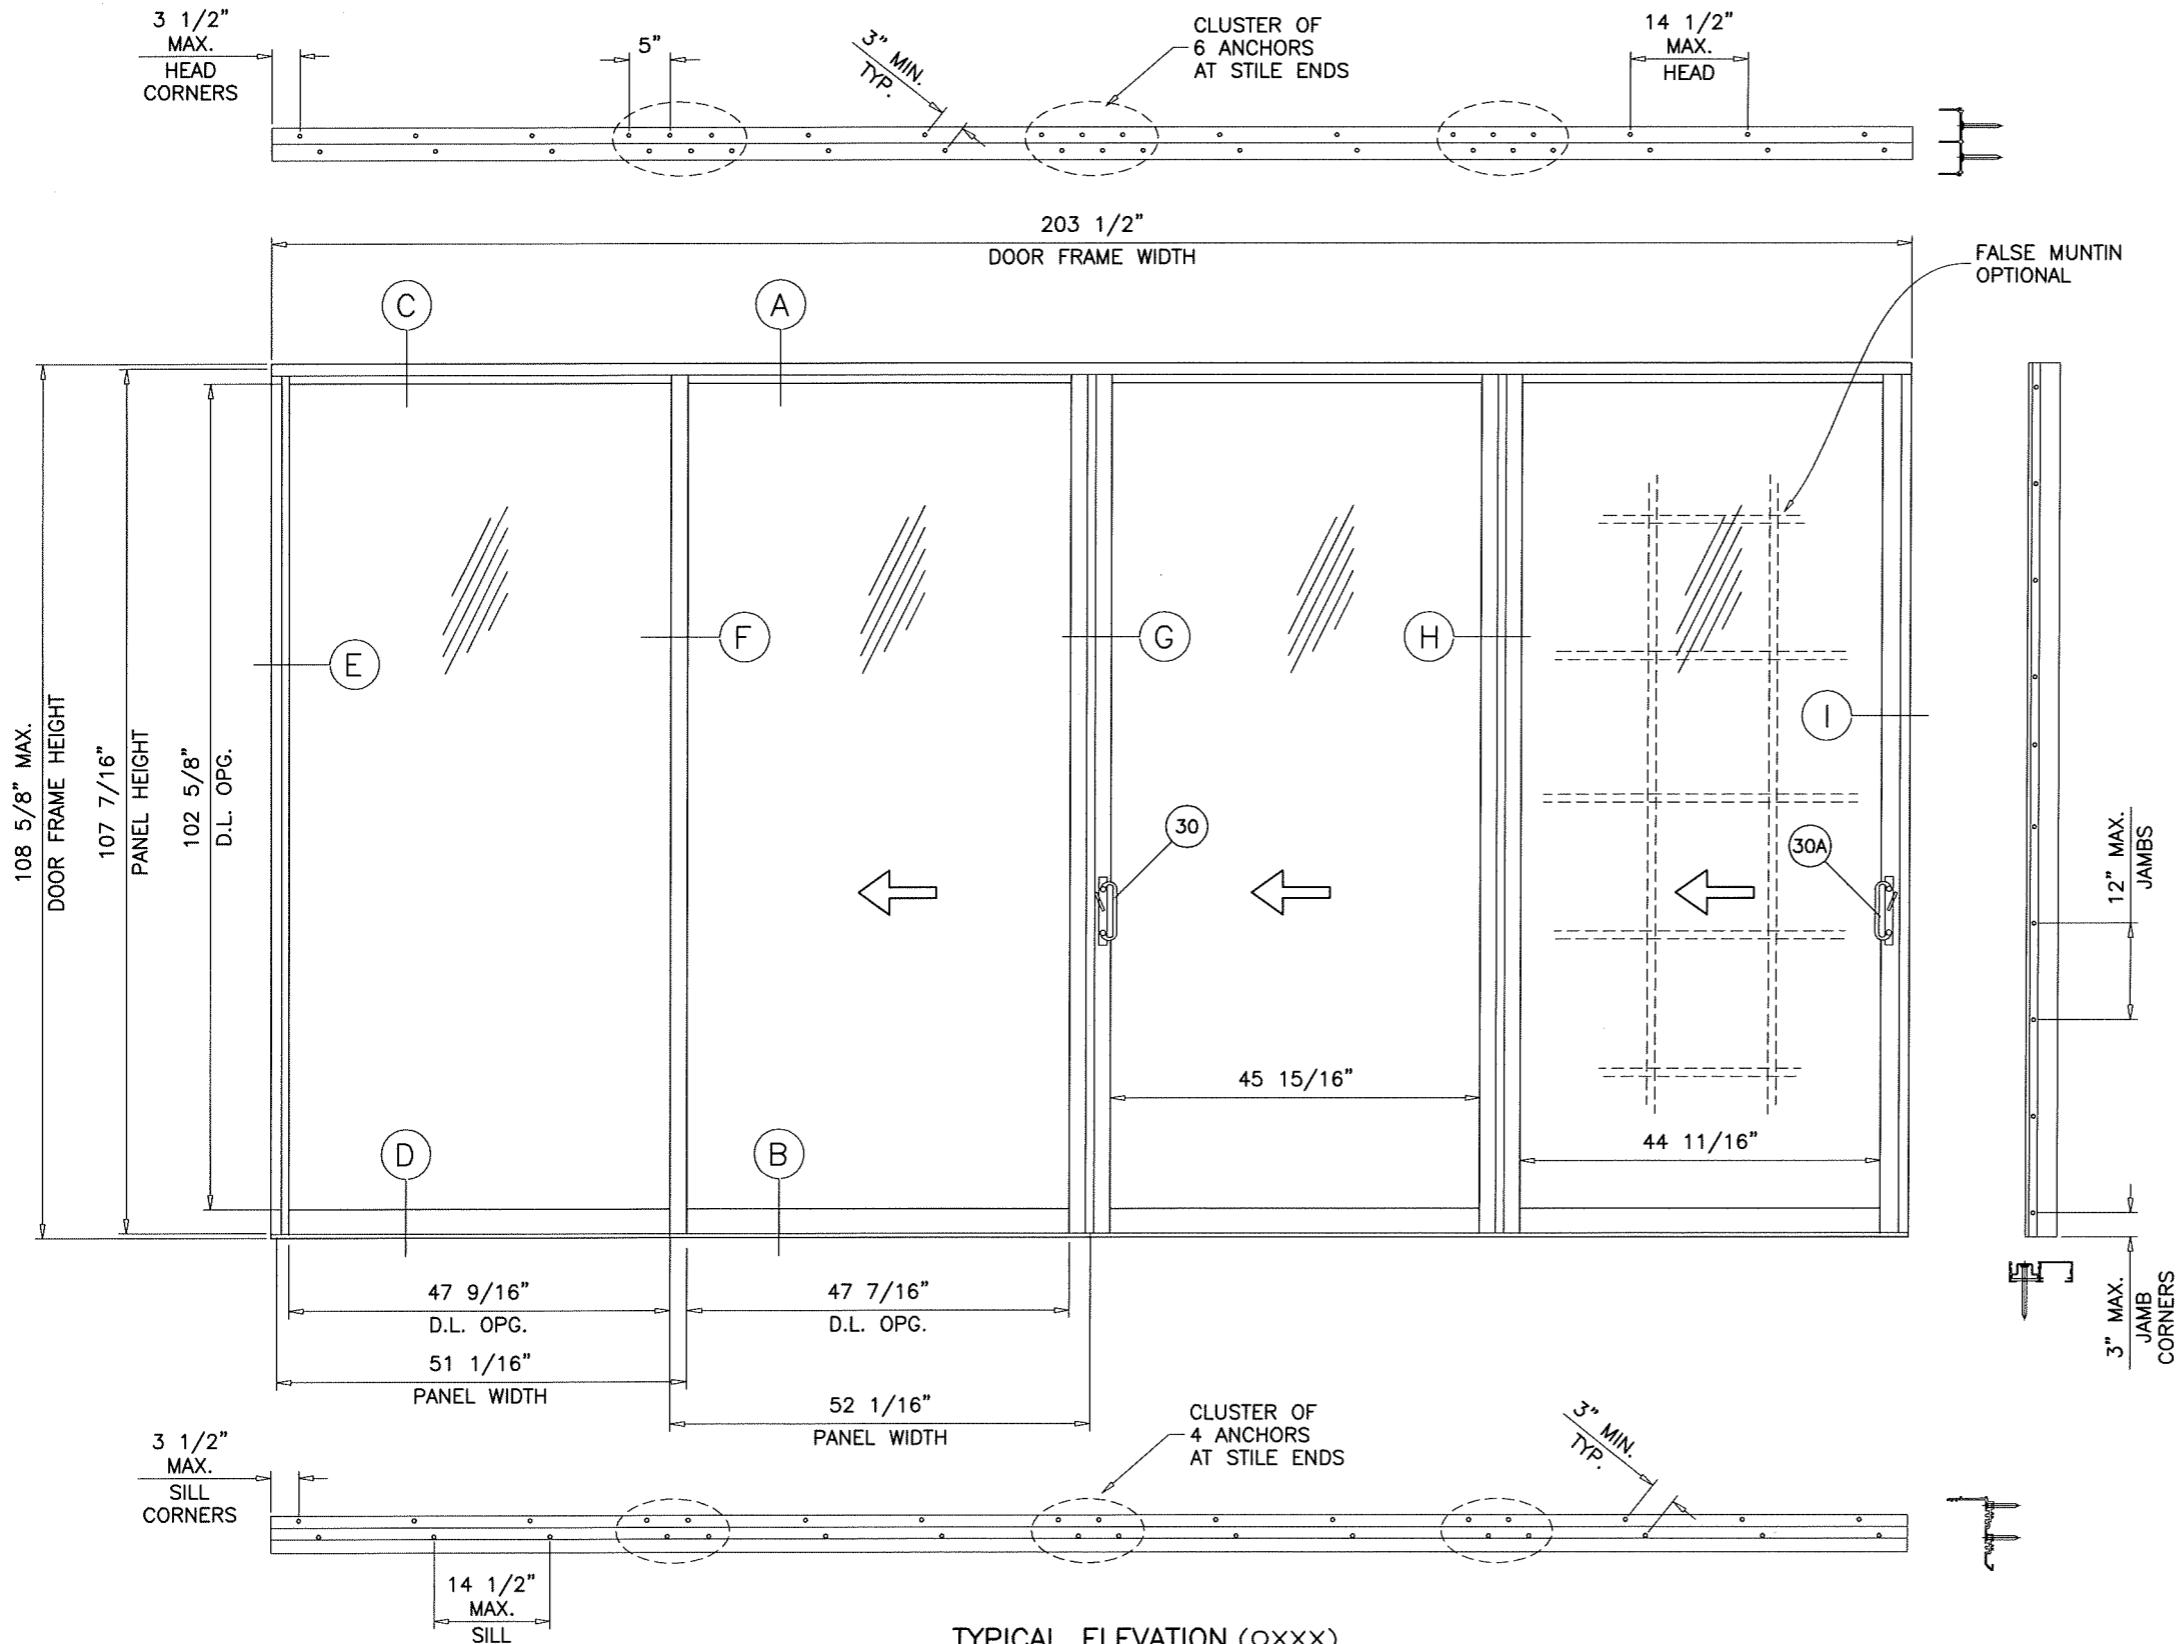 3 1/2"
MAX.
HEAD
CORNERS
5"
3" MIN.
TYP.
CLUSTER OF
6 ANCHORS
AT STILE ENDS
14 1/2"
MAX.
HEAD
203 1/2"
DOOR FRAME WIDTH
FALSE MUNTIN
OPTIONAL
C
A
108 5/8" MAX.
DOOR FRAME HEIGHT
107 7/16"
PANEL HEIGHT
102 5/8"
D.L. OPG.
E
F
G
H
I
30
30A
12" MAX.
JAMBS
45 15/16"
44 11/16"
D
B
47 9/16"
D.L. OPG.
47 7/16"
D.L. OPG.
51 1/16"
PANEL WIDTH
52 1/16"
PANEL WIDTH
3" MAX.
JAMB
CORNERS
3 1/2"
MAX.
SILL
CORNERS
CLUSTER OF
4 ANCHORS
AT STILE ENDS
3" MIN.
TYP.
14 1/2"
MAX.
SILL
TYPICAL ELEVATION (OXXX)